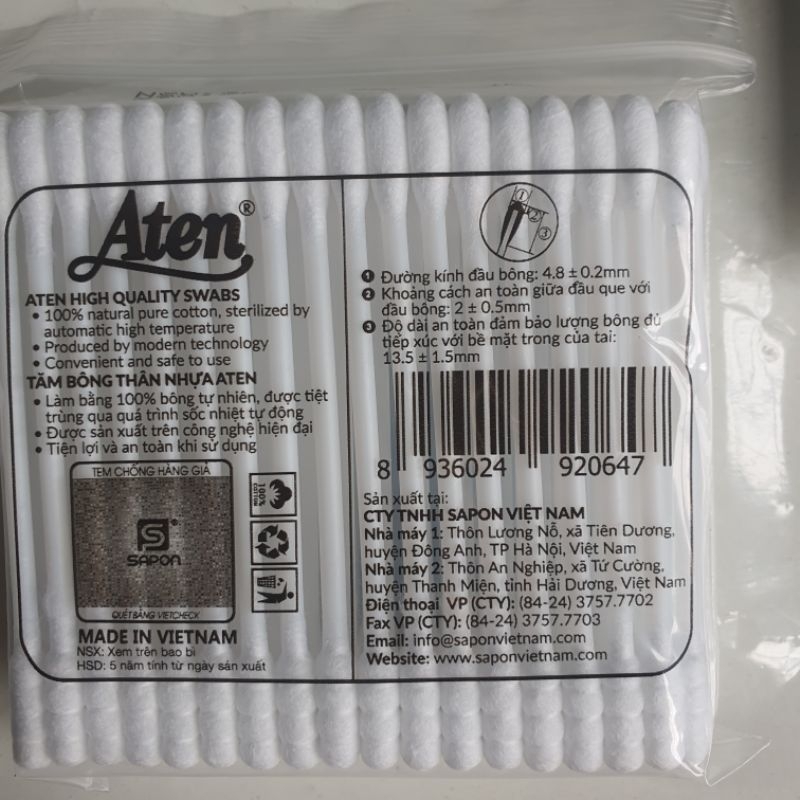 Aten®
ATEN HIGH QUALITY SWABS
• 100% natural pure cotton, sterilized by
automatic high temperature
• Produced by modern technology
• Convenient and safe to use
TĂM BÔNG THÂN NHỰA ATEN
• Làm bằng 100% bông tự nhiên, được tiệt
trùng qua quá trình sốc nhiệt tự động
• Được sản xuất trên công nghệ hiện đại
• Tiện lợi và an toàn khi sử dụng
TEM CHỐNG HÀNG GIẢ
S
SAPON
QUÉT BẰNG VIETCHECK
100%
COTTON
MADE IN VIETNAM
NSX: Xem trên bao bì
HSD: 5 năm tính từ ngày sản xuất
1
2
3
1 Đường kính đầu bông: 4.8 ± 0.2mm
2 Khoảng cách an toàn giữa đầu que với
đầu bông: 2 ± 0.5mm
3 Độ dài an toàn đảm bảo lượng bông đủ
tiếp xúc với bề mặt trong của tai:
13.5 ± 1.5mm
8 936024 920647
Sản xuất tại:
CTY TNHH SAPON VIỆT NAM
Nhà máy 1: Thôn Lương Nỗ, xã Tiên Dương,
huyện Đông Anh, TP Hà Nội, Việt Nam
Nhà máy 2: Thôn An Nghiệp, xã Tứ Cường,
huyện Thanh Miện, tỉnh Hải Dương, Việt Nam
Điện thoại VP (CTY): (84-24) 3757.7702
Fax VP (CTY): (84-24) 3757.7703
Email: info@saponvietnam.com
Website: www.saponvietnam.com